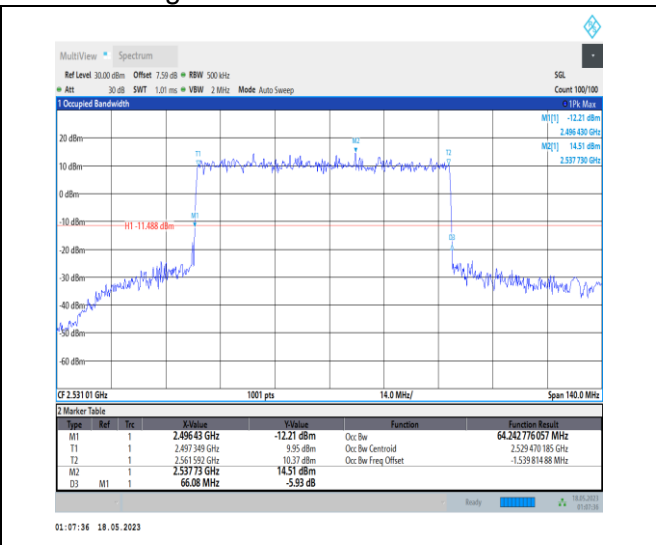 MultiView Spectrum
Ref Level 30.00 dBm Offset 7.59 dB RBW 500 kHz SGL
Att 30 dB SWT 1.01 ms VBW 2 MHz Mode Auto Sweep Count 100/100
1 Occupied Bandwidth 1Pk Max
M1[1] -12.21 dBm
2.496 430 GHz
M2[1] 14.51 dBm
2.537 730 GHz
20 dBm
M2
T1
T2
10 dBm
0 dBm
M1
-10 dBm
H1 -11.488 dBm
D3
-20 dBm
-30 dBm
-40 dBm
-50 dBm
-60 dBm
CF 2.531 01 GHz 1001 pts 14.0 MHz/ Span 140.0 MHz
2 Marker Table
Type Ref Trc X-Value Y-Value Function Function Result
M1 1 2.496 43 GHz -12.21 dBm Occ Bw 64.242 776 057 MHz
T1 1 2.497 349 GHz 9.95 dBm Occ Bw Centroid 2.529 470 185 GHz
T2 1 2.561 592 GHz 10.37 dBm Occ Bw Freq Offset -1.539 814 88 MHz
M2 1 2.537 73 GHz 14.51 dBm
D3 M1 1 66.08 MHz -5.93 dB
Ready 18.05.2023
01:07:36
01:07:36 18.05.2023